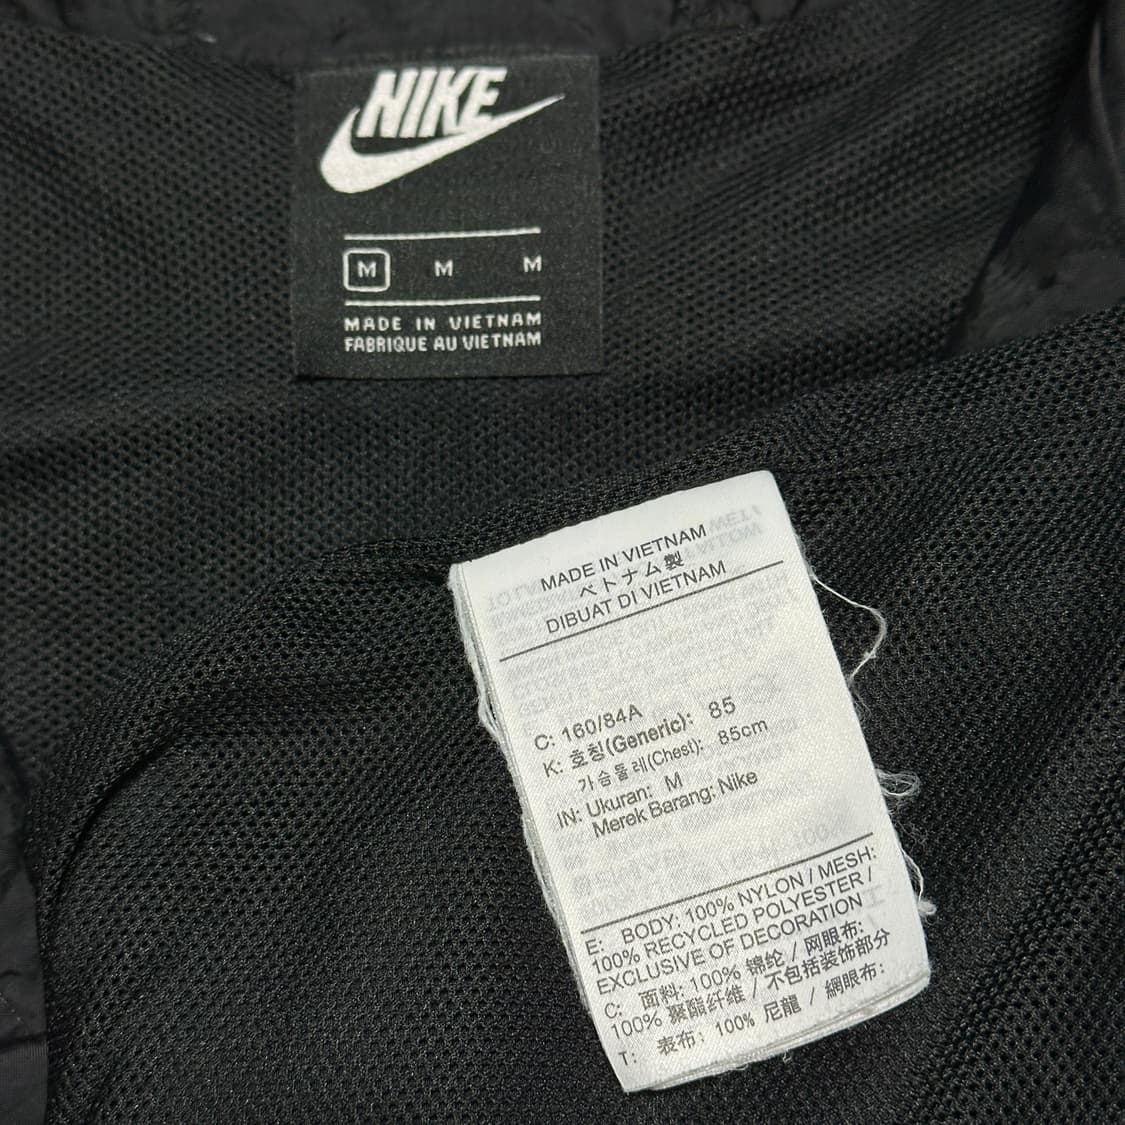 NIKE
M M M
MADE IN VIETNAM
FABRIQUE AU VIETNAM
MADE IN VIETNAM
ベトナム製
DIBUAT DI VIETNAM
C: 160/84A
K: 호칭(Generic): 85
가슴둘레(Chest): 85cm
IN: Ukuran: M
Merek Barang: Nike
E: BODY: 100% NYLON / MESH:
100% RECYCLED POLYESTER /
EXCLUSIVE OF DECORATION
C: 面料: 100% 锦纶 / 网眼布:
100% 聚酯纤维 / 不包括装饰部分
T: 表布: 100% 尼龍 / 網眼布: